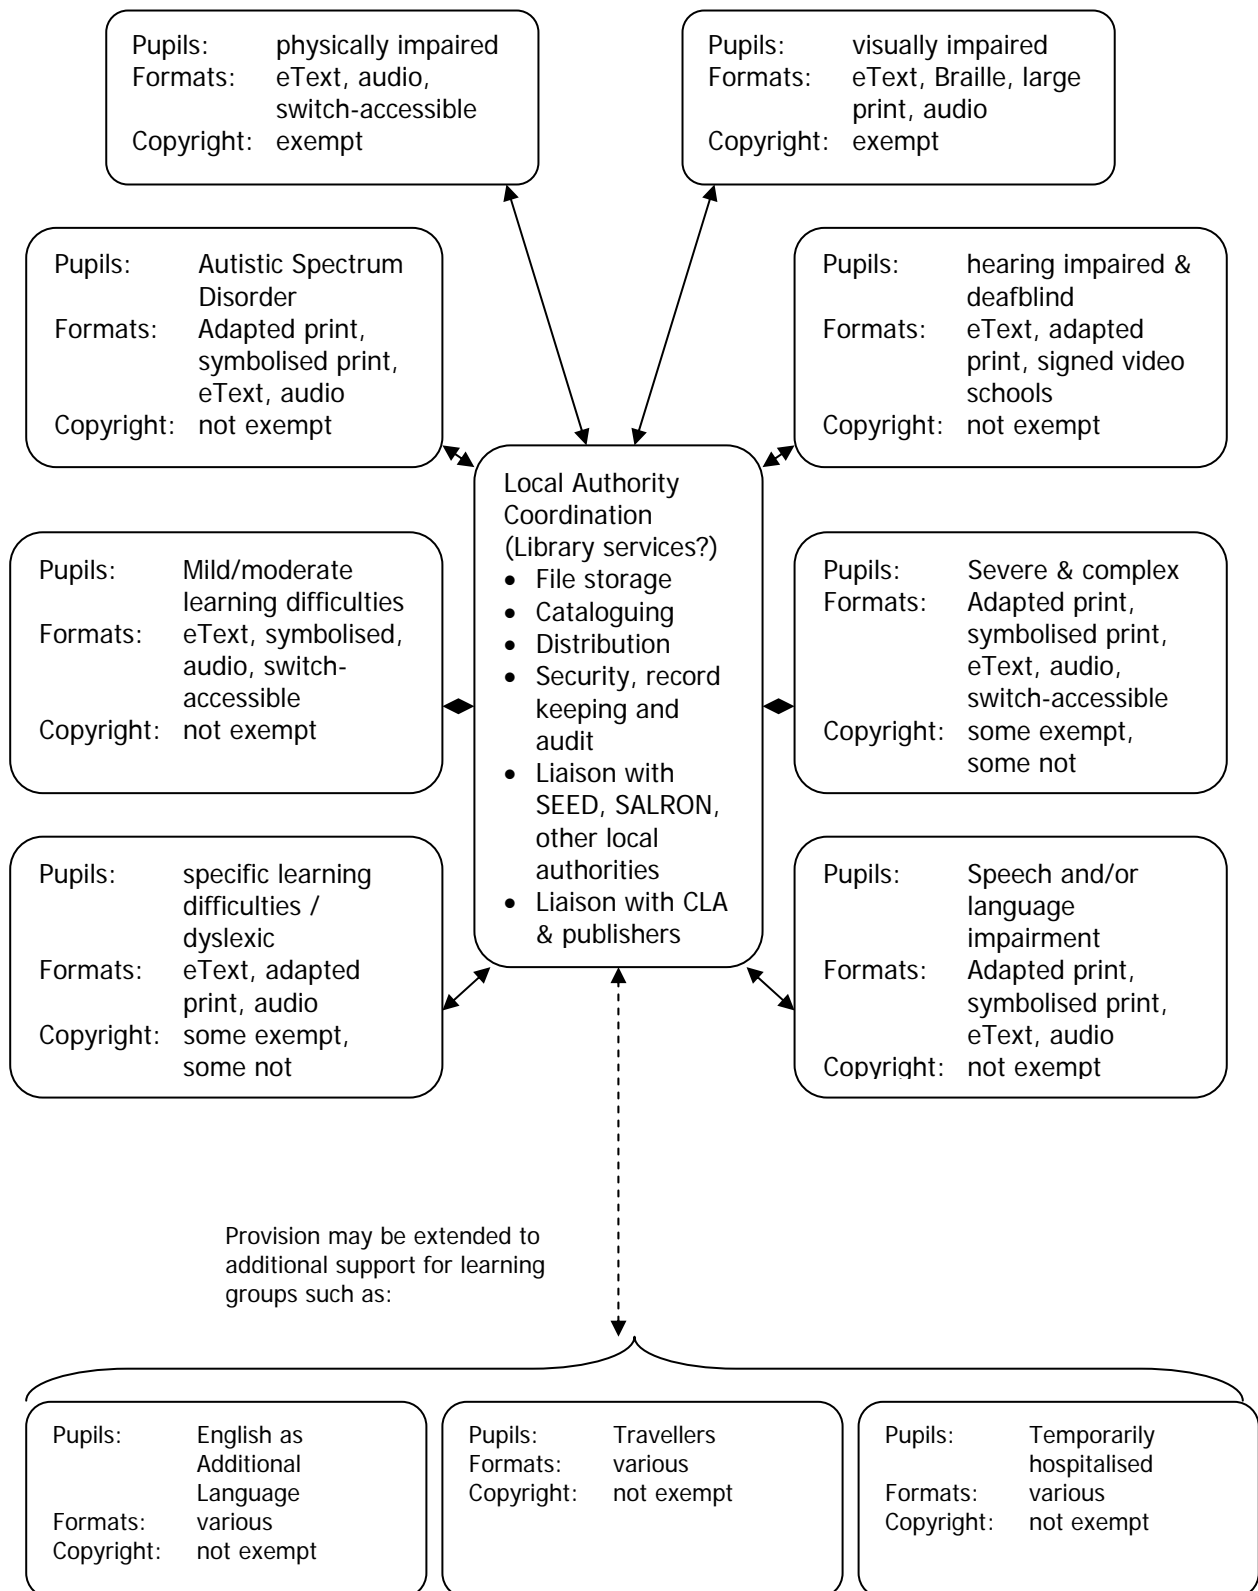 Pupils: physically impaired
Formats: eText, audio,
switch-accessible
Copyright: exempt
Pupils: visually impaired
Formats: eText, Braille, large
print, audio
Copyright: exempt
Pupils: Autistic Spectrum
Disorder
Formats: Adapted print,
symbolised print,
eText, audio
Copyright: not exempt
Pupils: hearing impaired &
deafblind
Formats: eText, adapted
print, signed video
schools
Copyright: not exempt
Local Authority
Coordination
(Library services?)
• File storage
• Cataloguing
• Distribution
• Security, record
keeping and
audit
• Liaison with
SEED, SALRON,
other local
authorities
• Liaison with CLA
& publishers
Pupils: Mild/moderate
learning difficulties
Formats: eText, symbolised,
audio, switch-
accessible
Copyright: not exempt
Pupils: Severe & complex
Formats: Adapted print,
symbolised print,
eText, audio,
switch-accessible
Copyright: some exempt,
some not
Pupils: specific learning
difficulties /
dyslexic
Formats: eText, adapted
print, audio
Copyright: some exempt,
some not
Pupils: Speech and/or
language
impairment
Formats: Adapted print,
symbolised print,
eText, audio
Copyright: not exempt
Provision may be extended to
additional support for learning
groups such as:
Pupils: English as
Additional
Language
Formats: various
Copyright: not exempt
Pupils: Travellers
Formats: various
Copyright: not exempt
Pupils: Temporarily
hospitalised
Formats: various
Copyright: not exempt